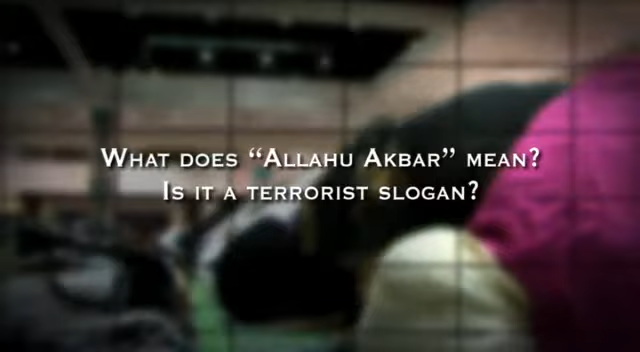 What does “Allahu Akbar” mean?
Is it a terrorist slogan?